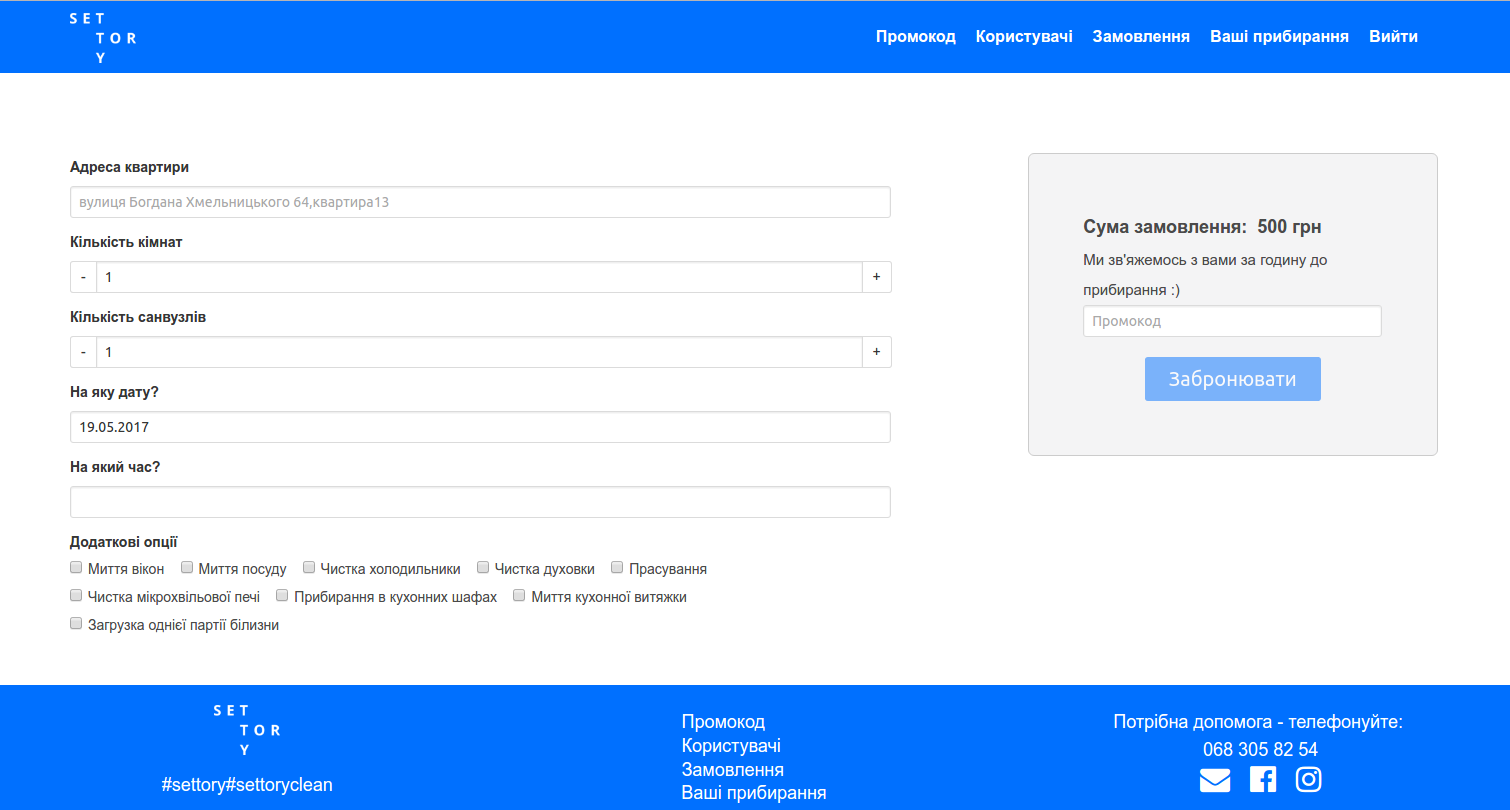 SET
TOR
Y
Промокод Користувачі Замовлення Ваші прибирання Вийти
Адреса квартири
вулиця Богдана Хмельницького 64,квартира13
Кількість кімнат
- 1 +
Кількість санвузлів
- 1 +
На яку дату?
19.05.2017
На який час?
Додаткові опції
Миття вікон Миття посуду Чистка холодильники Чистка духовки Прасування
Чистка мікрохвільової печі Прибирання в кухонних шафах Миття кухонної витяжки
Загрузка однієї партії білизни
Сума замовлення: 500 грн
Ми зв'яжемось з вами за годину до
прибирання :)
Промокод
Забронювати
SET
TOR
Y
#settory#settoryclean
Промокод
Користувачі
Замовлення
Ваші прибирання
Потрібна допомога - телефонуйте:
068 305 82 54